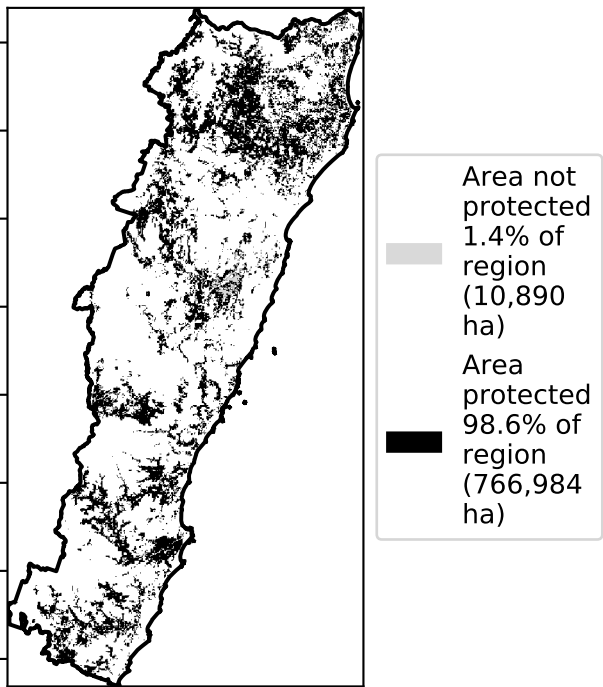 Area not
protected
1.4% of
region
(10,890
ha)
Area
protected
98.6% of
region
(766,984
ha)